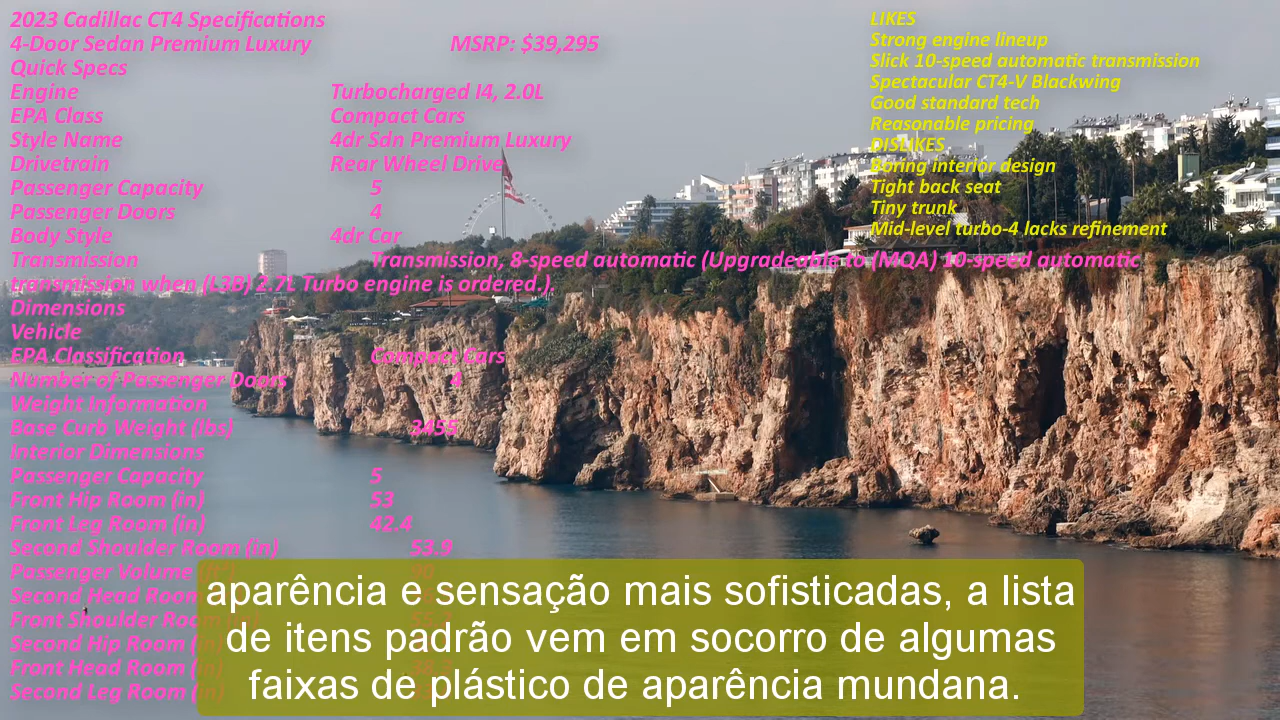 2023 Cadillac CT4 Specifications
4-Door Sedan Premium Luxury MSRP: $39,295
Quick Specs
Engine Turbocharged I4, 2.0L
EPA Class Compact Cars
Style Name 4dr Sdn Premium Luxury
Drivetrain Rear Wheel Drive
Passenger Capacity 5
Passenger Doors 4
Body Style 4dr Car
Transmission Transmission, 8-speed automatic (Upgradeable to (MQA) 10-speed automatic
transmission when (L3B) 2.7L Turbo engine is ordered.).
Dimensions
Vehicle
EPA Classification Compact Cars
Number of Passenger Doors 4
Weight Information
Base Curb Weight (lbs) 3455
Interior Dimensions
Passenger Capacity 5
Front Hip Room (in) 53
Front Leg Room (in) 42.4
Second Shoulder Room (in) 53.9
Passenger Volume (ft³) 90
Second Head Room
Front Shoulder Room (in)
Second Hip Room (in)
Front Head Room (in)
Second Leg Room (in)
LIKES
Strong engine lineup
Slick 10-speed automatic transmission
Spectacular CT4-V Blackwing
Good standard tech
Reasonable pricing
DISLIKES
Boring interior design
Tight back seat
Tiny trunk
Mid-level turbo-4 lacks refinement
aparência e sensação mais sofisticadas, a lista
de itens padrão vem em socorro de algumas
faixas de plástico de aparência mundana.